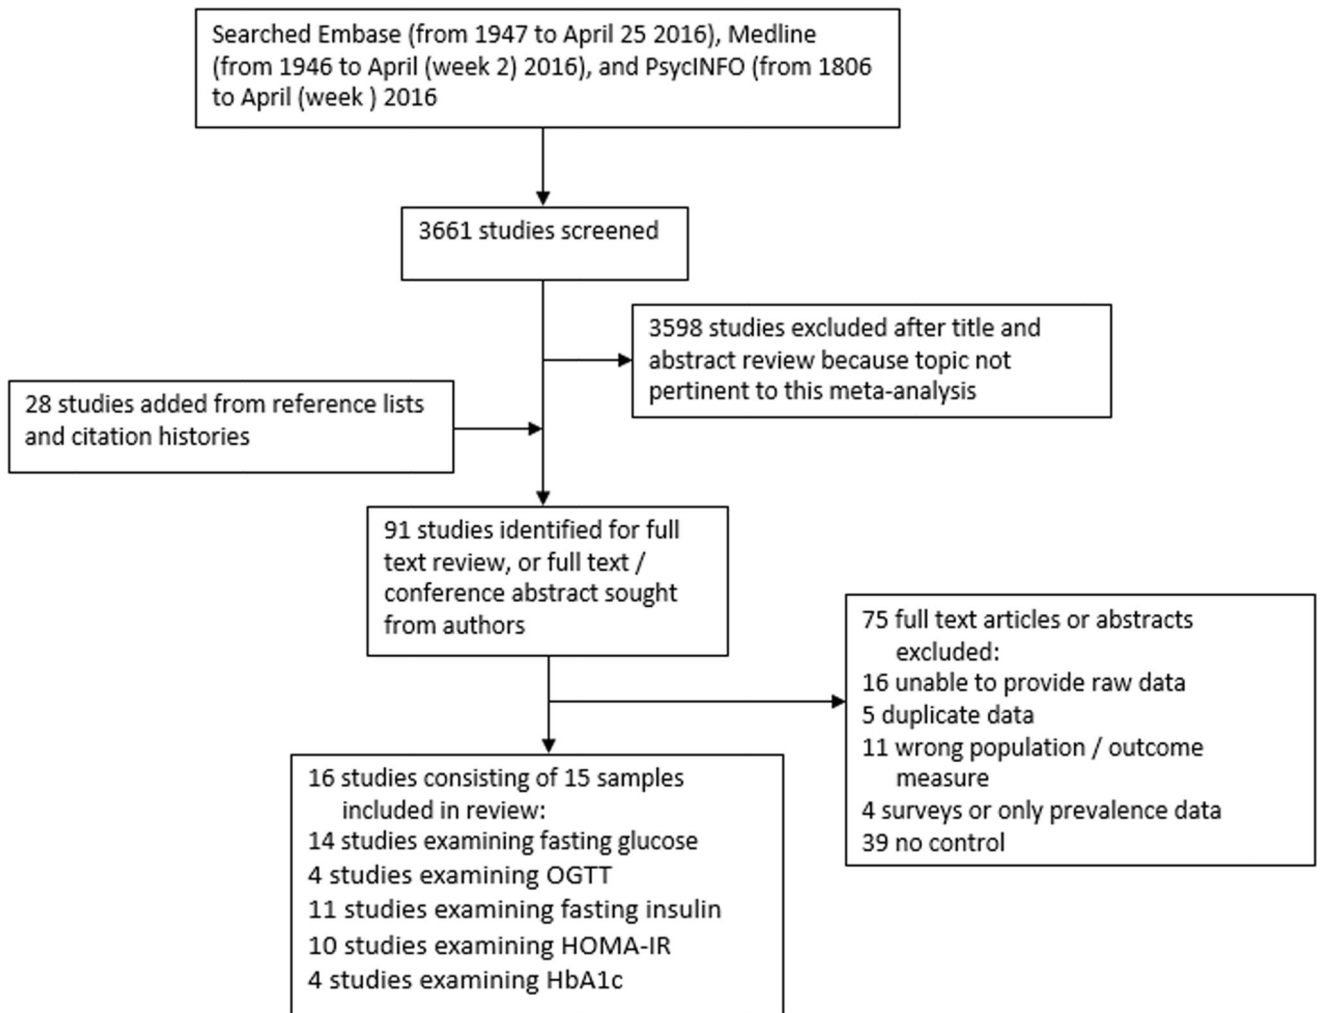 Searched Embase (from 1947 to April 25 2016), Medline
(from 1946 to April (week 2) 2016), and PsycINFO (from 1806
to April (week ) 2016
3661 studies screened
3598 studies excluded after title and
abstract review because topic not
pertinent to this meta-analysis
28 studies added from reference lists
and citation histories
91 studies identified for full
text review, or full text /
conference abstract sought
from authors
75 full text articles or abstracts
excluded:
16 unable to provide raw data
5 duplicate data
11 wrong population / outcome
measure
4 surveys or only prevalence data
39 no control
16 studies consisting of 15 samples
included in review:
14 studies examining fasting glucose
4 studies examining OGTT
11 studies examining fasting insulin
10 studies examining HOMA-IR
4 studies examining HbA1c